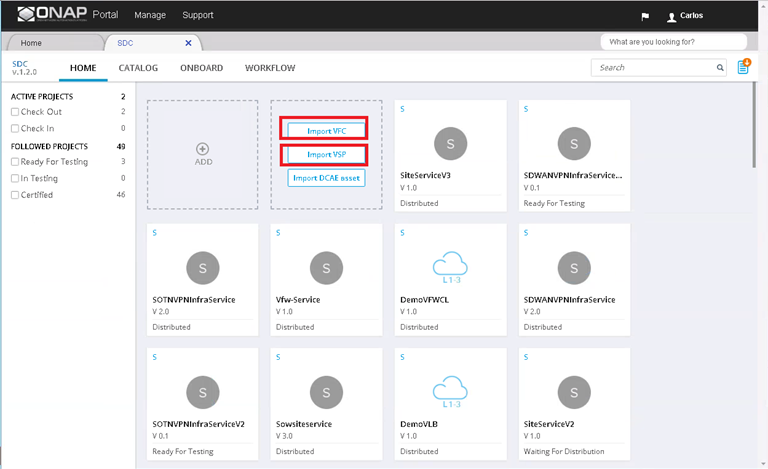 ONAP Portal Manage Support Carlos
Home SDC ✕ What are you looking for?
SDC
v.1.2.0
HOME CATALOG ONBOARD WORKFLOW Search
ACTIVE PROJECTS 2
Check Out 2
Check In 0
FOLLOWED PROJECTS 49
Ready For Testing 3
In Testing 0
Certified 46
ADD
Import VFC
Import VSP
Import DCAE asset
S
S
SiteServiceV3
V 1.0
Distributed
S
S
SDWANVPNInfraService...
V 0.1
Ready For Testing
S
S
SOTNVPNInfraService
V 2.0
Distributed
S
S
Vfw-Service
V 1.0
Distributed
S
L1-3
DemoVFWCL
V 1.0
Distributed
S
S
SDWANVPNInfraService
V 2.0
Distributed
S
S
SOTNVPNInfraServiceV2
V 0.1
Ready For Testing
S
S
Sowsiteservice
V 3.0
Distributed
S
L1-3
DemoVLB
V 1.0
Distributed
S
S
SiteServiceV2
V 1.0
Waiting For Distribution